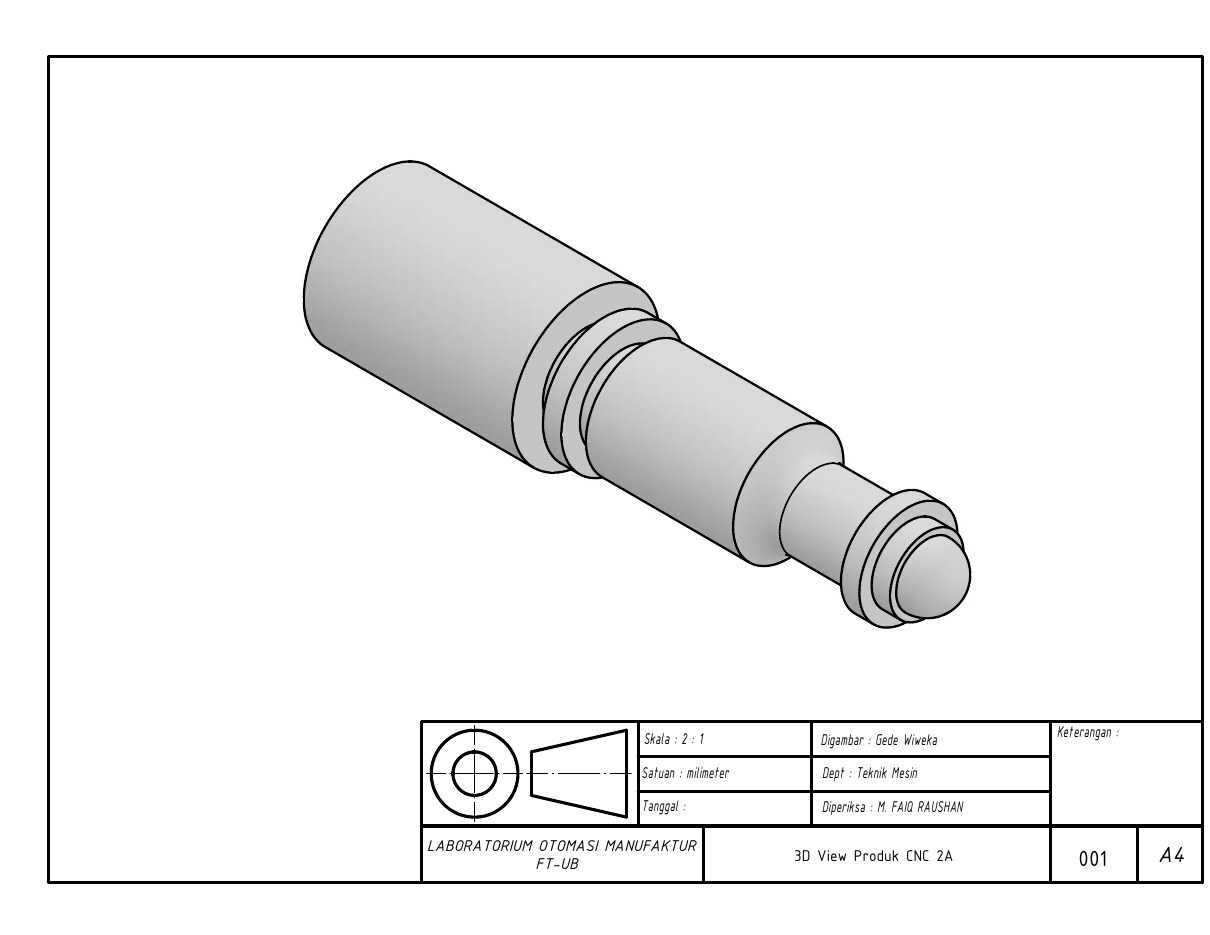 Skala : 2 : 1
Digambar : Gede Wiweka
Keterangan :
Satuan : milimeter
Dept : Teknik Mesin
Tanggal :
Diperiksa : M. FAIQ RAUSHAN
LABORATORIUM OTOMASI MANUFAKTUR
FT-UB
3D View Produk CNC 2A
001
A4